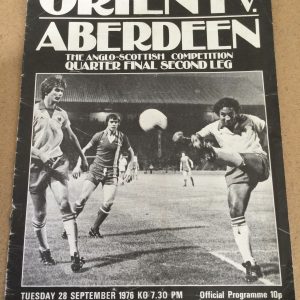 ORIENT v.
ABERDEEN
THE ANGLO-SCOTTISH COMPETITION
QUARTER FINAL SECOND LEG
TUESDAY 28 SEPTEMBER 1976 KO 7.30 PM Official Programme 10p